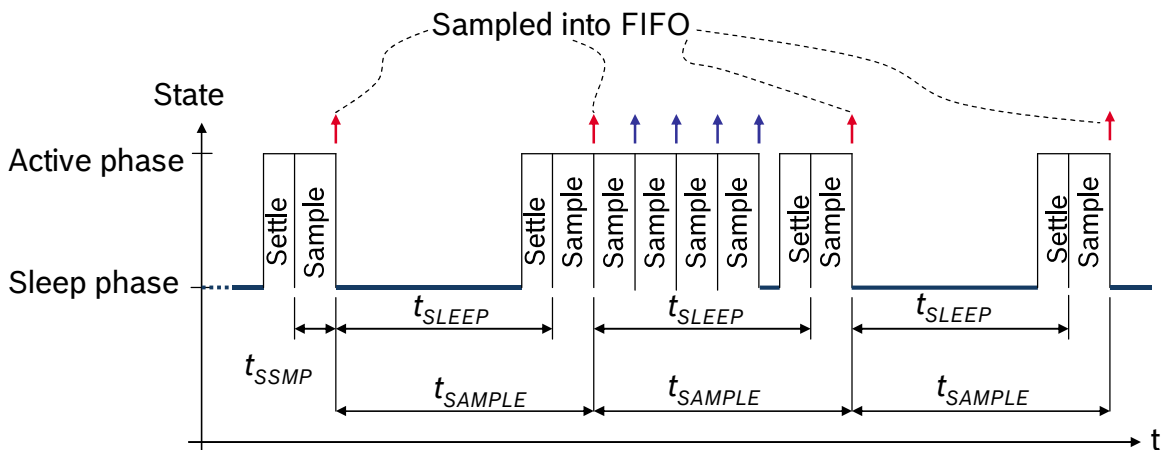 Sampled into FIFO
State
Active phase
Settle
Sample
Settle
Sample
Sample
Sample
Sample
Sample
Settle
Sample
Settle
Sample
Sleep phase
tSLEEP
tSLEEP
tSLEEP
tSSMP
tSAMPLE
tSAMPLE
tSAMPLE
t